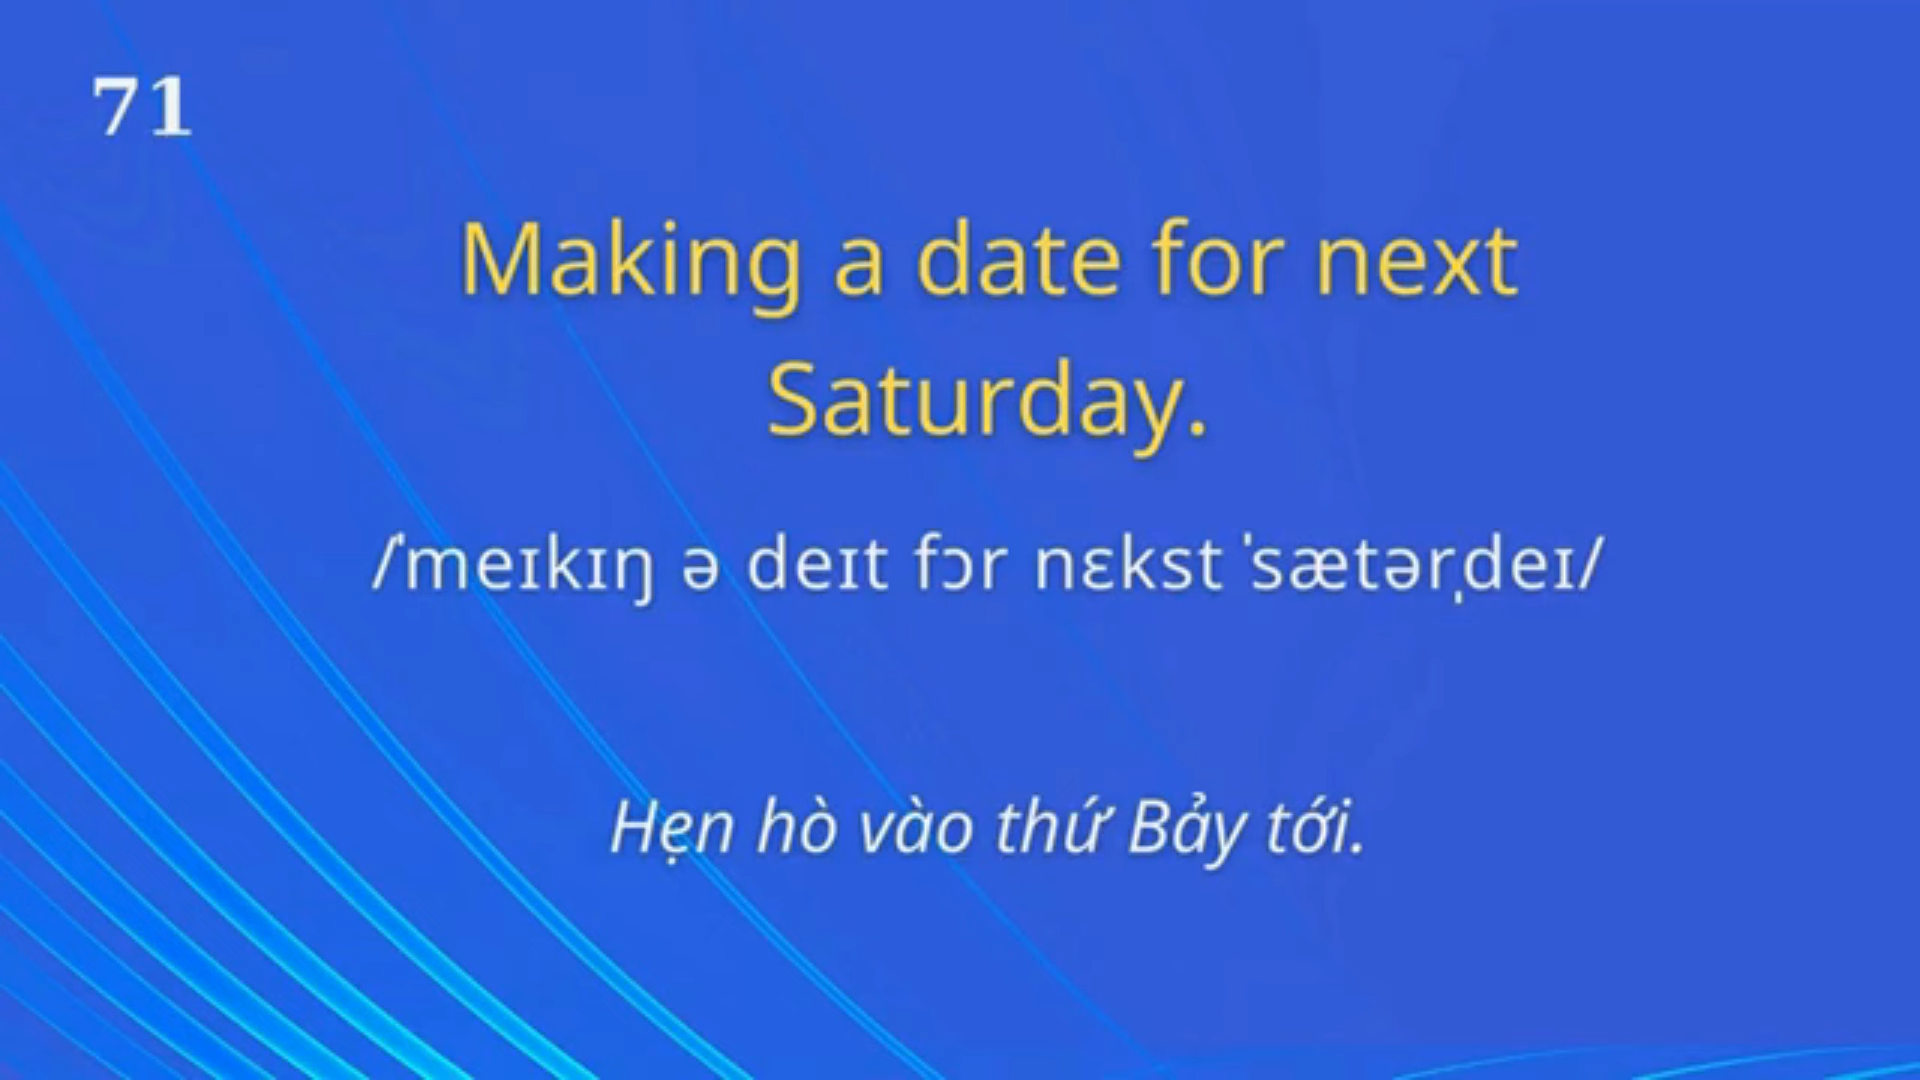 71
Making a date for next
Saturday.
/ˈmeɪkɪŋ ə deɪt fɔr nɛkst ˈsætərˌdeɪ/
Hẹn hò vào thứ Bảy tới.